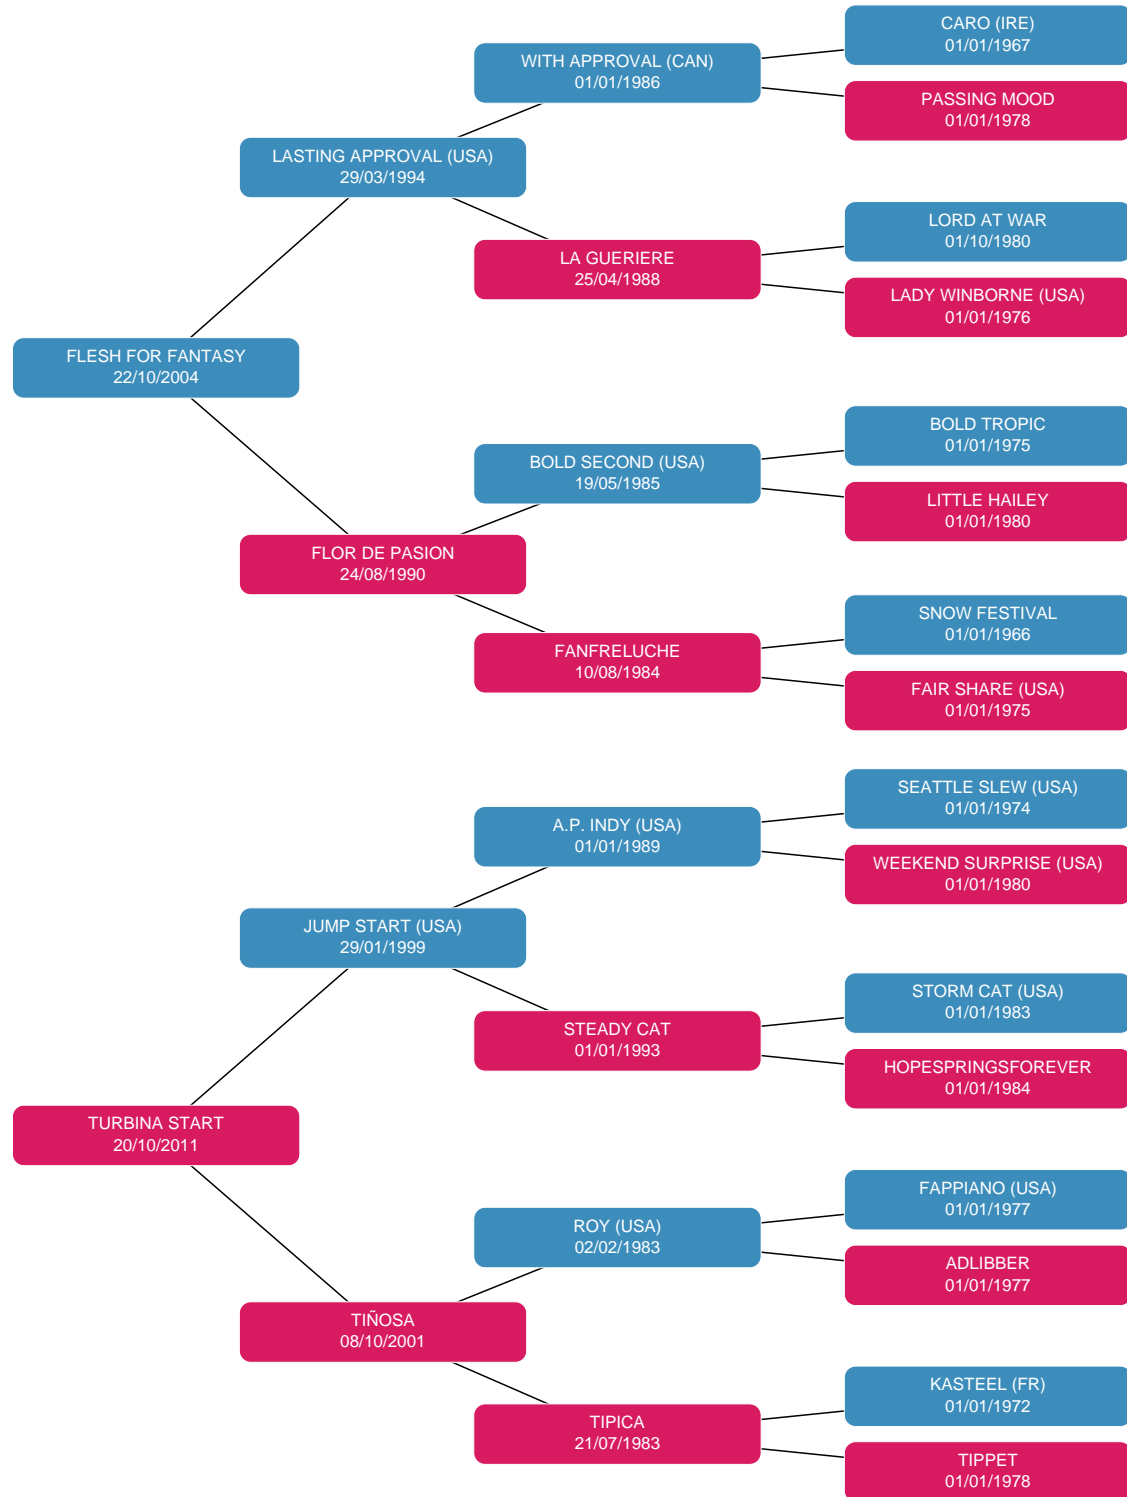 CARO (IRE)
01/01/1967
WITH APPROVAL (CAN)
01/01/1986
PASSING MOOD
01/01/1978
LASTING APPROVAL (USA)
29/03/1994
LORD AT WAR
01/10/1980
LA GUERIERE
25/04/1988
LADY WINBORNE (USA)
01/01/1976
FLESH FOR FANTASY
22/10/2004
BOLD TROPIC
01/01/1975
BOLD SECOND (USA)
19/05/1985
LITTLE HAILEY
01/01/1980
FLOR DE PASION
24/08/1990
SNOW FESTIVAL
01/01/1966
FANFRELUCHE
10/08/1984
FAIR SHARE (USA)
01/01/1975
SEATTLE SLEW (USA)
01/01/1974
A.P. INDY (USA)
01/01/1989
WEEKEND SURPRISE (USA)
01/01/1980
JUMP START (USA)
29/01/1999
STORM CAT (USA)
01/01/1983
STEADY CAT
01/01/1993
HOPESPRINGSFOREVER
01/01/1984
TURBINA START
20/10/2011
FAPPIANO (USA)
01/01/1977
ROY (USA)
02/02/1983
ADLIBBER
01/01/1977
TIÑOSA
08/10/2001
KASTEEL (FR)
01/01/1972
TIPICA
21/07/1983
TIPPET
01/01/1978